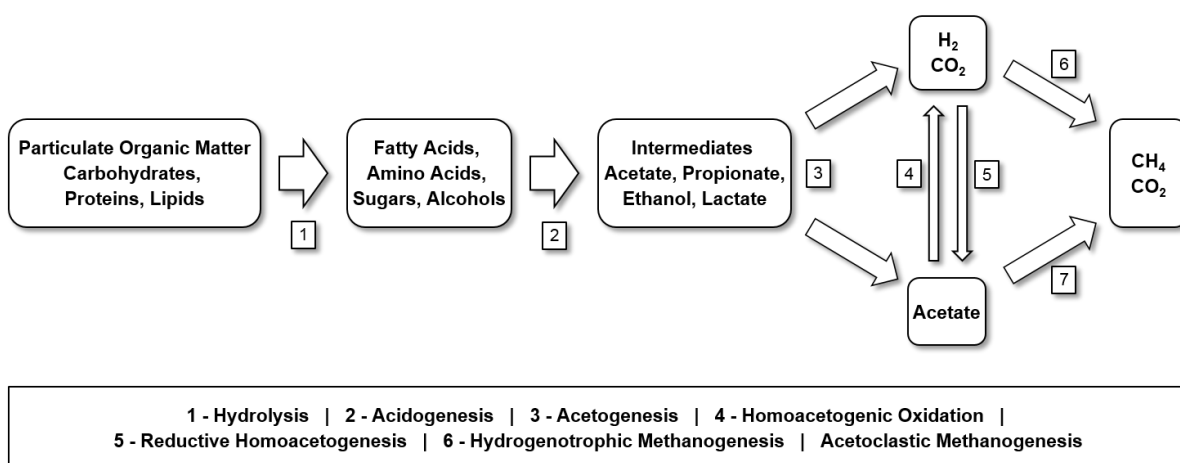 H₂
CO₂
6
Particulate Organic Matter
Carbohydrates,
Proteins, Lipids
1
Fatty Acids,
Amino Acids,
Sugars, Alcohols
2
Intermediates
Acetate, Propionate,
Ethanol, Lactate
3
4
5
CH₄
CO₂
Acetate
7
1 - Hydrolysis | 2 - Acidogenesis | 3 - Acetogenesis | 4 - Homoacetogenic Oxidation |
5 - Reductive Homoacetogenesis | 6 - Hydrogenotrophic Methanogenesis | Acetoclastic Methanogenesis